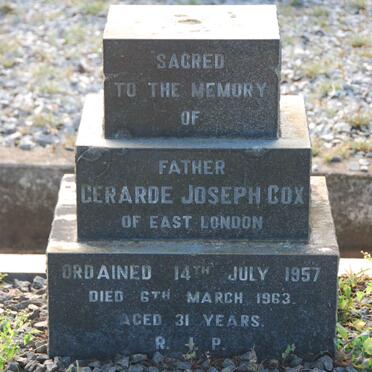 SACRED
TO THE MEMORY
OF
FATHER
GERARDE JOSEPH COX
OF EAST LONDON
ORDAINED 14TH JULY 1957
DIED 6TH MARCH 1963.
AGED 31 YEARS.
R. I. P.